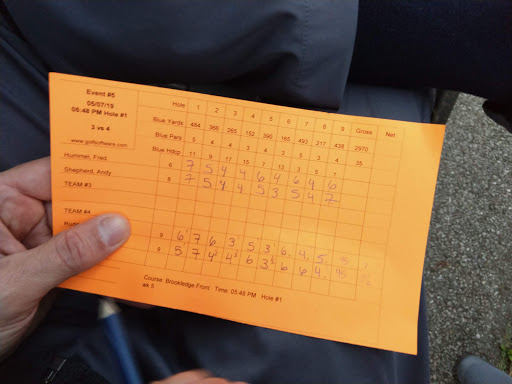 Event #5
05/07/19
05:48 PM Hole #1
3 vs 4
www.golfsoftware.com
Hole 1 2 3 4 5 6 7 8 9 Gross Net
Blue Yards 484 366 265 152 390 165 493 217 438 2970
Blue Pars 5 4 4 3 4 3 5 3 4 35
Blue Hdcp 11 9 17 15 7 13 3 5 1
Hummer, Fred 6 7 5 4 4 6 4 6 4 6
Shepherd, Andy 8 7 5 4 4 5 3 5 4 7
TEAM #3
TEAM #4
9 6 7 6 3 5 3 6 4 5
9 5 7 4 4 6 3 6 6 4
Course: Brookledge Front Time: 05:48 PM Hole #1